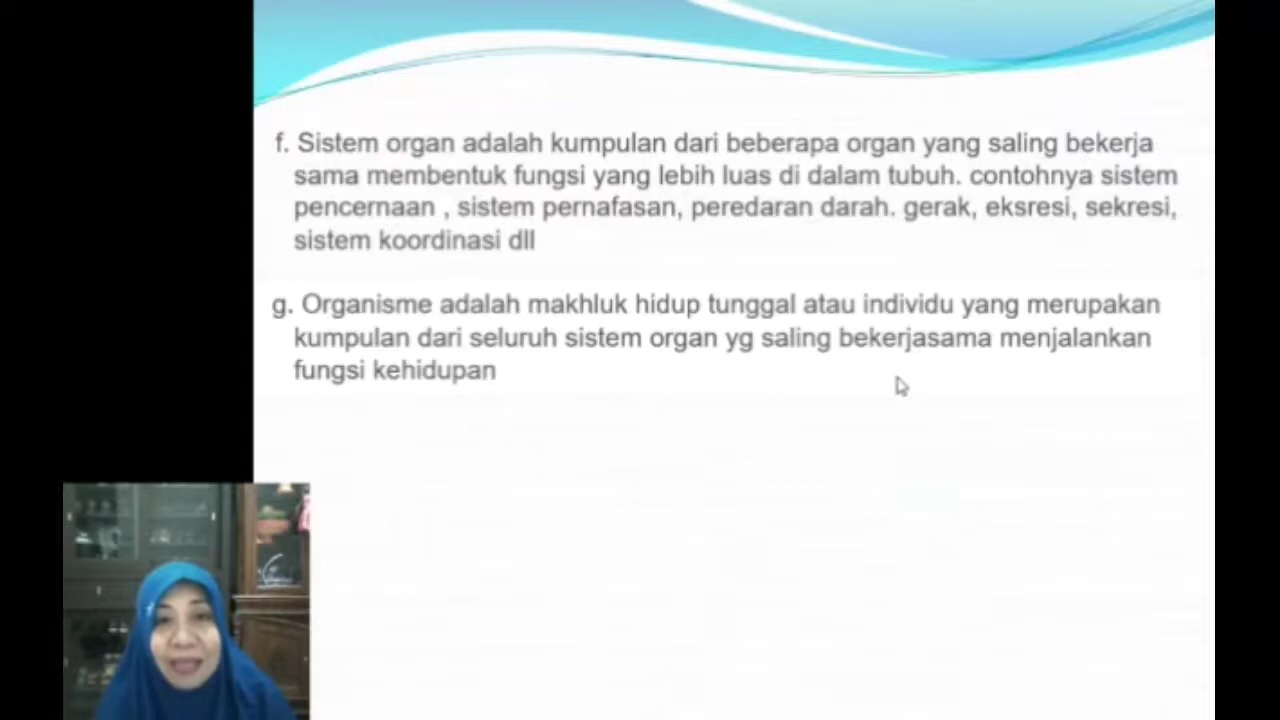 f. Sistem organ adalah kumpulan dari beberapa organ yang saling bekerja
sama membentuk fungsi yang lebih luas di dalam tubuh. contohnya sistem
pencernaan , sistem pernafasan, peredaran darah. gerak, eksresi, sekresi,
sistem koordinasi dll
g. Organisme adalah makhluk hidup tunggal atau individu yang merupakan
kumpulan dari seluruh sistem organ yg saling bekerjasama menjalankan
fungsi kehidupan